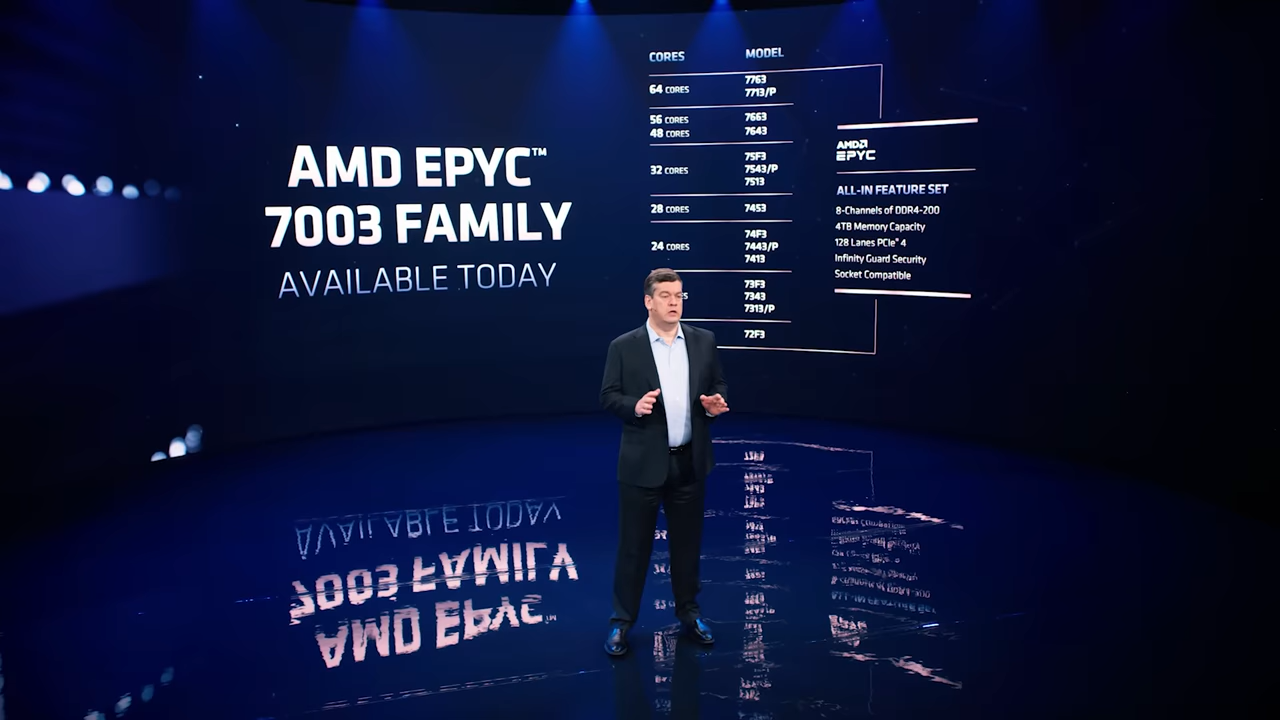 AMD EPYC™
7003 FAMILY
AVAILABLE TODAY
CORES MODEL
64 CORES 7763
7713/P
56 CORES 7663
48 CORES 7643
32 CORES 75F3
7543/P
7513
28 CORES 7453
24 CORES 74F3
7443/P
7413
73F3
7343
7313/P
72F3
AMD
EPYC
ALL-IN FEATURE SET
8-Channels of DDR4-200
4TB Memory Capacity
128 Lanes PCIe® 4
Infinity Guard Security
Socket Compatible